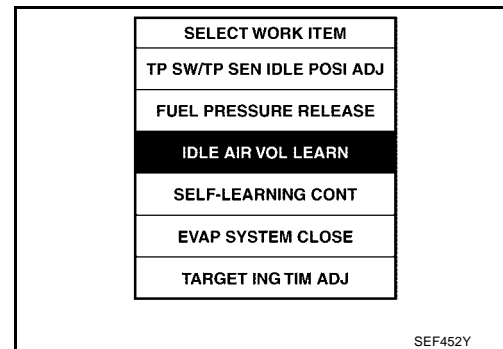 SELECT WORK ITEM
TP SW/TP SEN IDLE POSI ADJ
FUEL PRESSURE RELEASE
IDLE AIR VOL LEARN
SELF-LEARNING CONT
EVAP SYSTEM CLOSE
TARGET ING TIM ADJ
SEF452Y